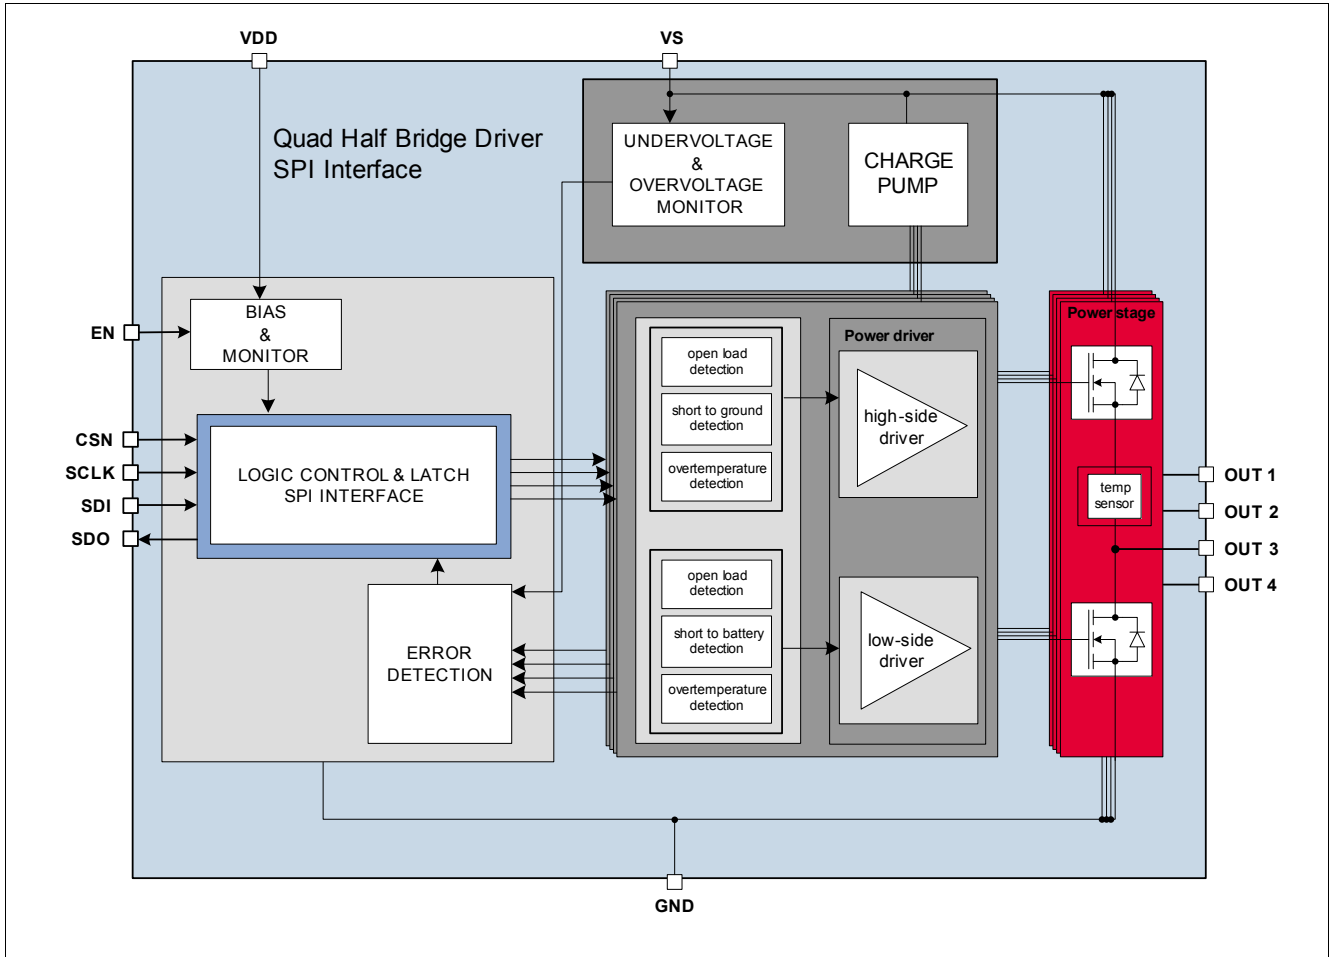 VDD
VS
Quad Half Bridge Driver
SPI Interface
UNDERVOLTAGE
&
OVERVOLTAGE
MONITOR
CHARGE
PUMP
BIAS
&
MONITOR
EN
CSN
SCLK
SDI
SDO
LOGIC CONTROL & LATCH
SPI INTERFACE
ERROR
DETECTION
open load
detection
short to ground
detection
overtemperature
detection
open load
detection
short to battery
detection
overtemperature
detection
Power driver
high-side
driver
low-side
driver
Power stage
temp
sensor
OUT 1
OUT 2
OUT 3
OUT 4
GND